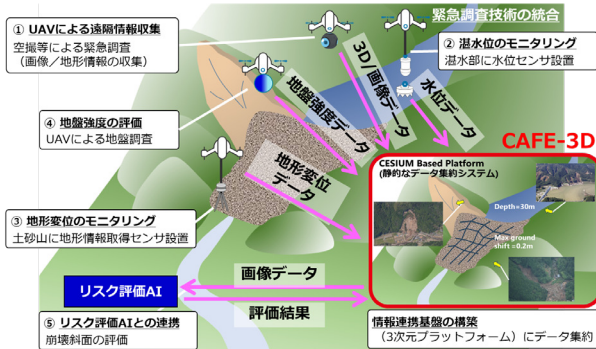 緊急調査技術の統合
① UAVによる遠隔情報収集
空撮等による緊急調査
（画像／地形情報の収集）
② 湛水位のモニタリング
湛水部に水位センサ設置
④ 地盤強度の評価
UAVによる地盤調査
3D/画像データ
水位データ
地盤強度データ
地形変位
データ
③ 地形変位のモニタリング
土砂山に地形情報取得センサ設置
CAFE-3D
CESIUM Based Platform
(静的なデータ集約システム)
Depth=30m
Max ground
shift =0.2m
画像データ
リスク評価AI
評価結果
⑤ リスク評価AIとの連携
崩壊斜面の評価
情報連携基盤の構築
（3次元プラットフォーム）にデータ集約